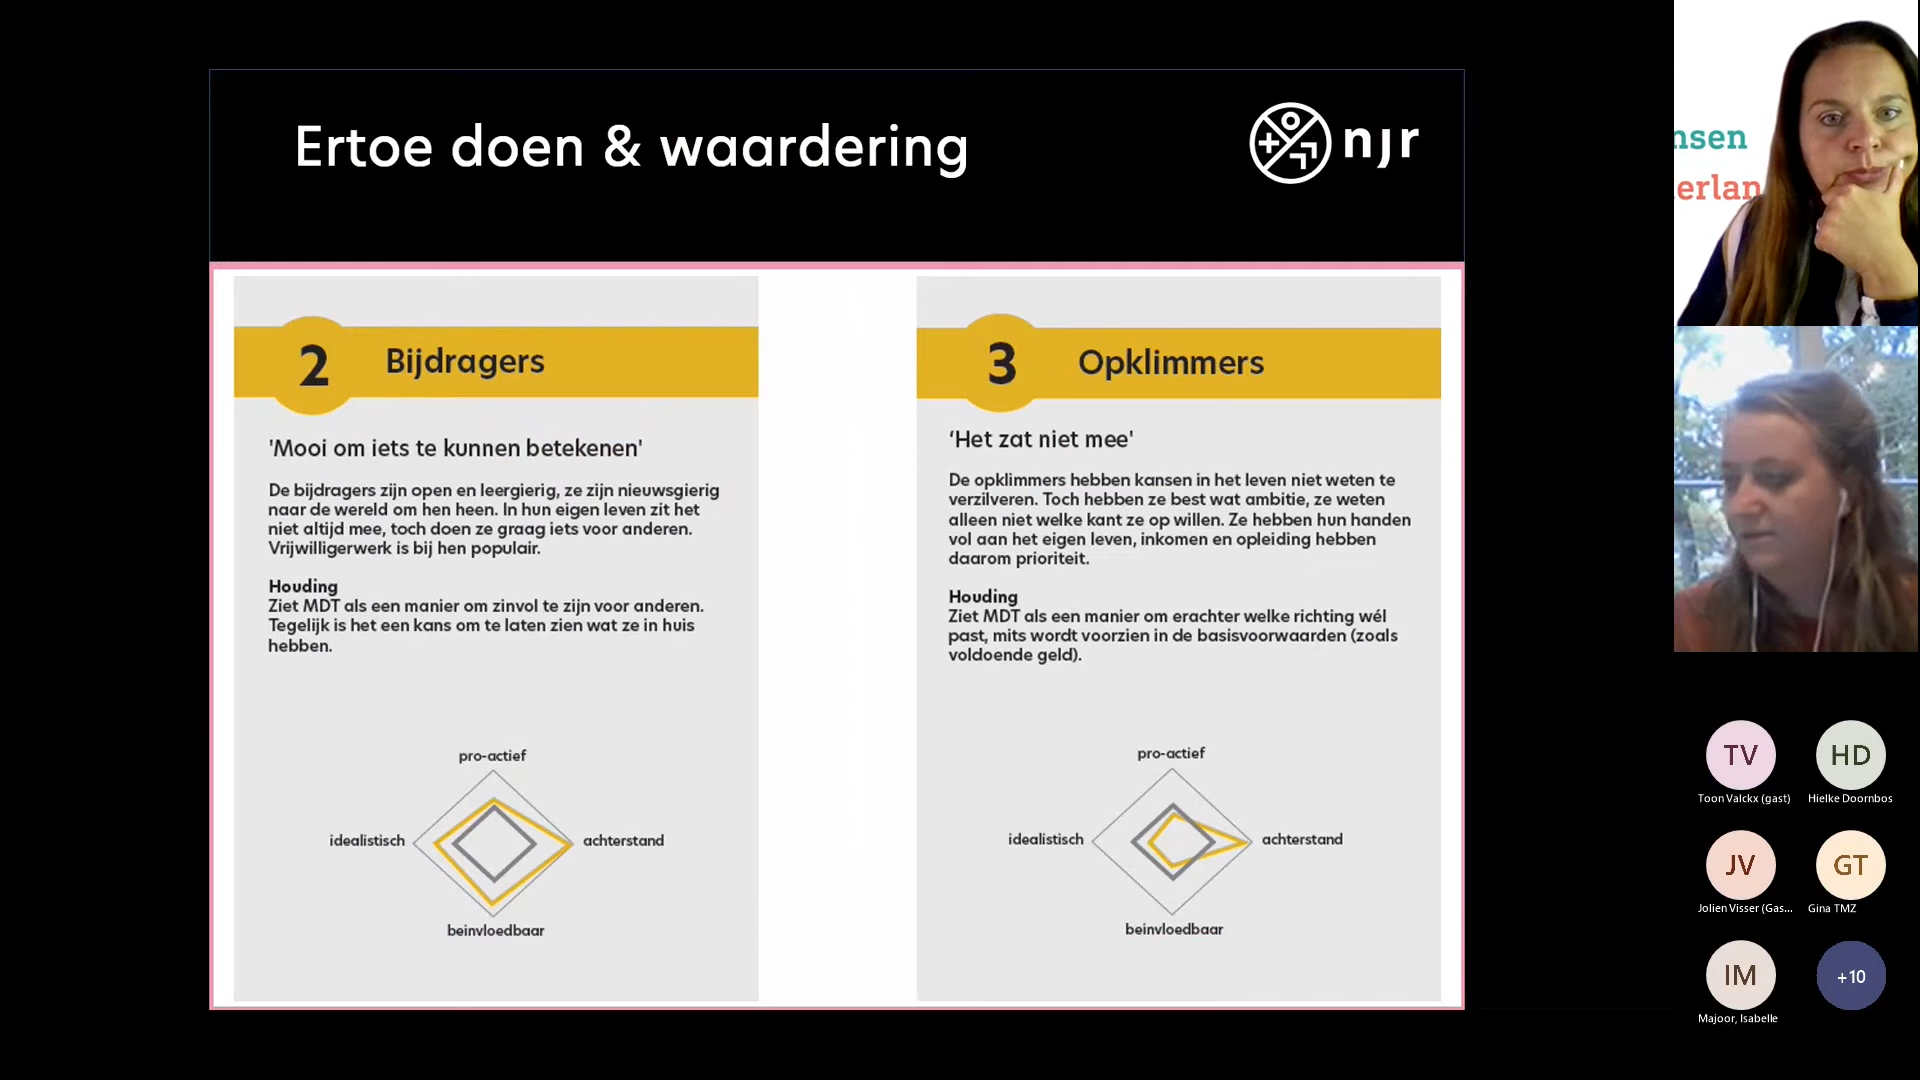 Ertoe doen & waardering
njr
2
Bijdragers
'Mooi om iets te kunnen betekenen'
De bijdragers zijn open en leergierig, ze zijn nieuwsgierig
naar de wereld om hen heen. In hun eigen leven zit het
niet altijd mee, toch doen ze graag iets voor anderen.
Vrijwilligerwerk is bij hen populair.
Houding
Ziet MDT als een manier om zinvol te zijn voor anderen.
Tegelijk is het een kans om te laten zien wat ze in huis
hebben.
pro-actief
idealistisch
achterstand
beinvloedbaar
3
Opklimmers
‘Het zat niet mee'
De opklimmers hebben kansen in het leven niet weten te
verzilveren. Toch hebben ze best wat ambitie, ze weten
alleen niet welke kant ze op willen. Ze hebben hun handen
vol aan het eigen leven, inkomen en opleiding hebben
daarom prioriteit.
Houding
Ziet MDT als een manier om erachter welke richting wél
past, mits wordt voorzien in de basisvoorwaarden (zoals
voldoende geld).
pro-actief
idealistisch
achterstand
beinvloedbaar
nsen
erlan
TV
Toon Valckx (gast)
HD
Hielke Doornbos
JV
Jolien Visser (Gas...
GT
Gina TMZ
IM
Majoor, Isabelle
+10